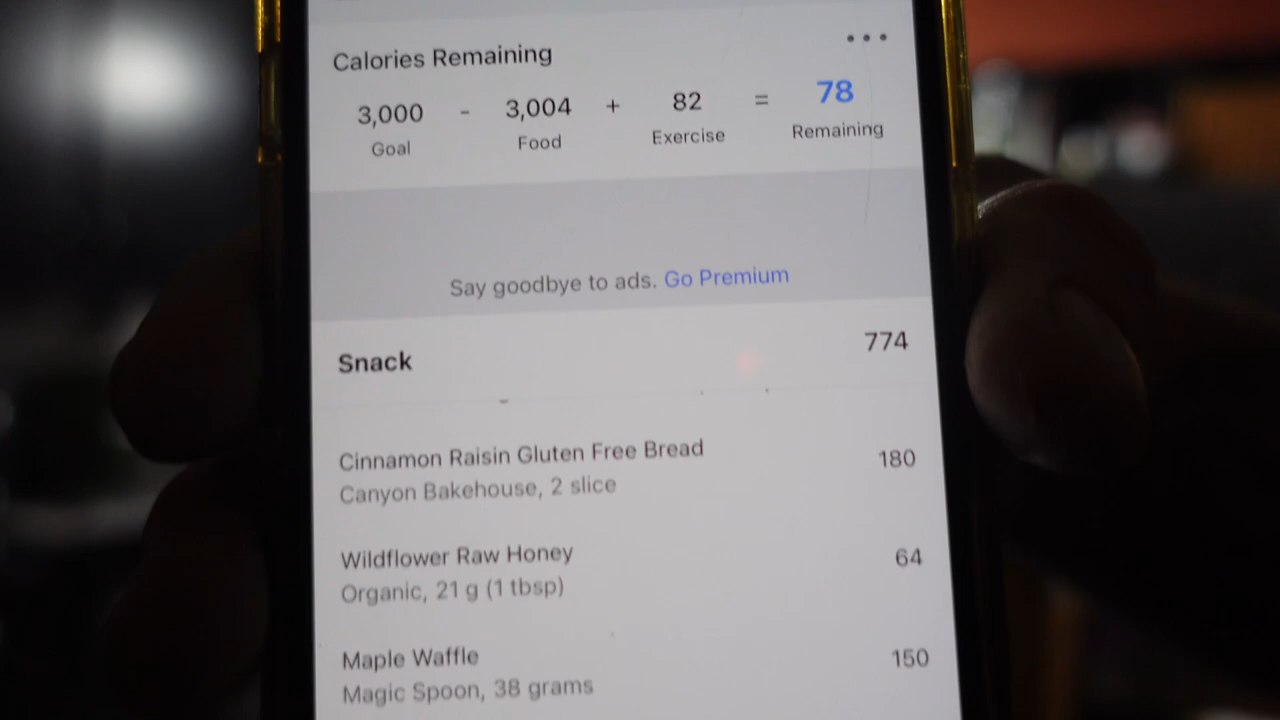 Calories Remaining
3,000 - 3,004 + 82 = 78
Goal Food Exercise Remaining
Say goodbye to ads. Go Premium
Snack 774
Cinnamon Raisin Gluten Free Bread 180
Canyon Bakehouse, 2 slice
Wildflower Raw Honey 64
Organic, 21 g (1 tbsp)
Maple Waffle 150
Magic Spoon, 38 grams